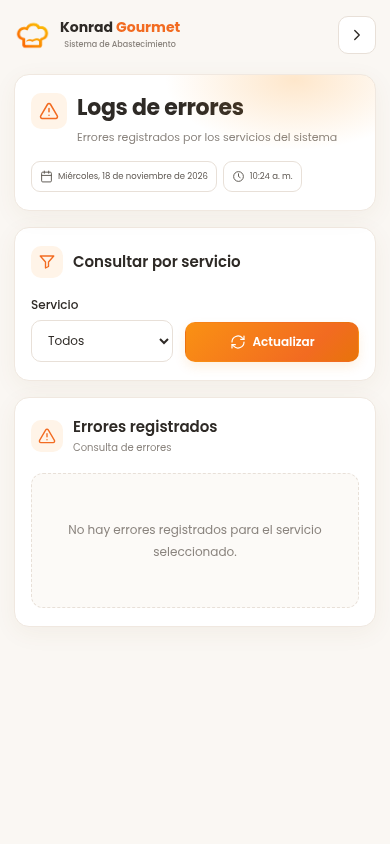 Konrad Gourmet
Sistema de Abastecimiento
Logs de errores
Errores registrados por los servicios del sistema
Miércoles, 18 de noviembre de 2026
10:24 a. m.
Consultar por servicio
Servicio
Todos
Actualizar
Errores registrados
Consulta de errores
No hay errores registrados para el servicio
seleccionado.